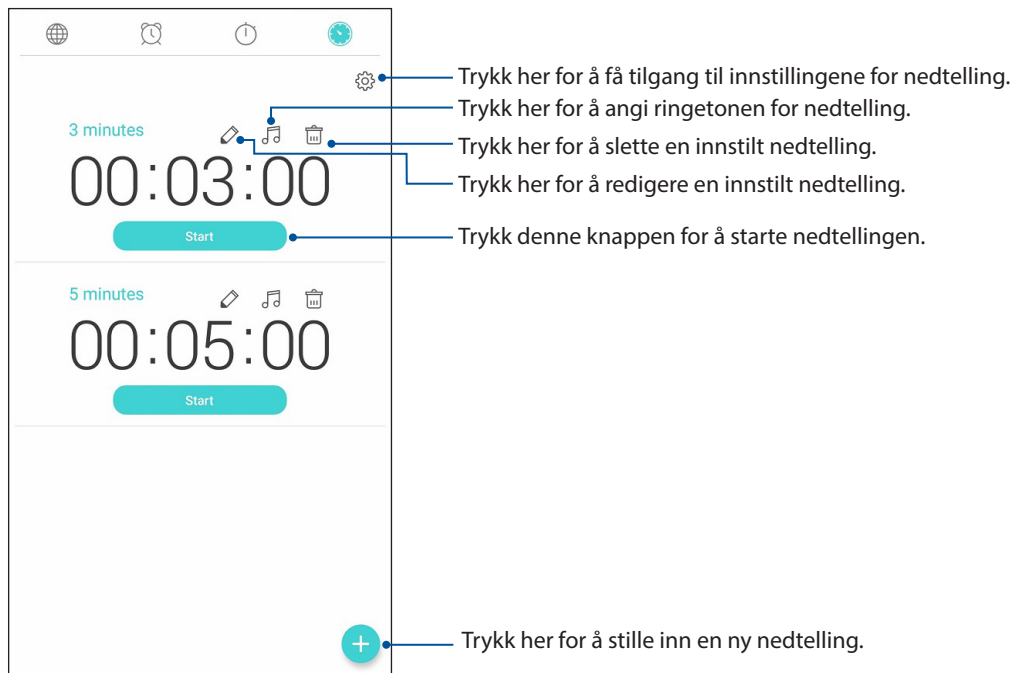 Trykk her for å få tilgang til innstillingene for nedtelling.
Trykk her for å angi ringetonen for nedtelling.
3 minutes
Trykk her for å slette en innstilt nedtelling.
00:03:00
Trykk her for å redigere en innstilt nedtelling.
Start
Trykk denne knappen for å starte nedtellingen.
5 minutes
00:05:00
Start
+
Trykk her for å stille inn en ny nedtelling.